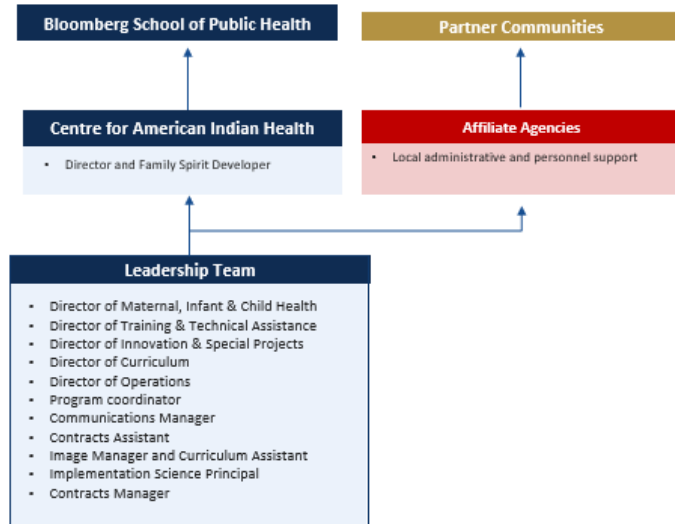 Bloomberg School of Public Health
Partner Communities
Centre for American Indian Health
▪ Director and Family Spirit Developer
Affiliate Agencies
▪ Local administrative and personnel support
Leadership Team
▪ Director of Maternal, Infant & Child Health
▪ Director of Training & Technical Assistance
▪ Director of Innovation & Special Projects
▪ Director of Curriculum
▪ Director of Operations
▪ Program coordinator
▪ Communications Manager
▪ Contracts Assistant
▪ Image Manager and Curriculum Assistant
▪ Implementation Science Principal
▪ Contracts Manager